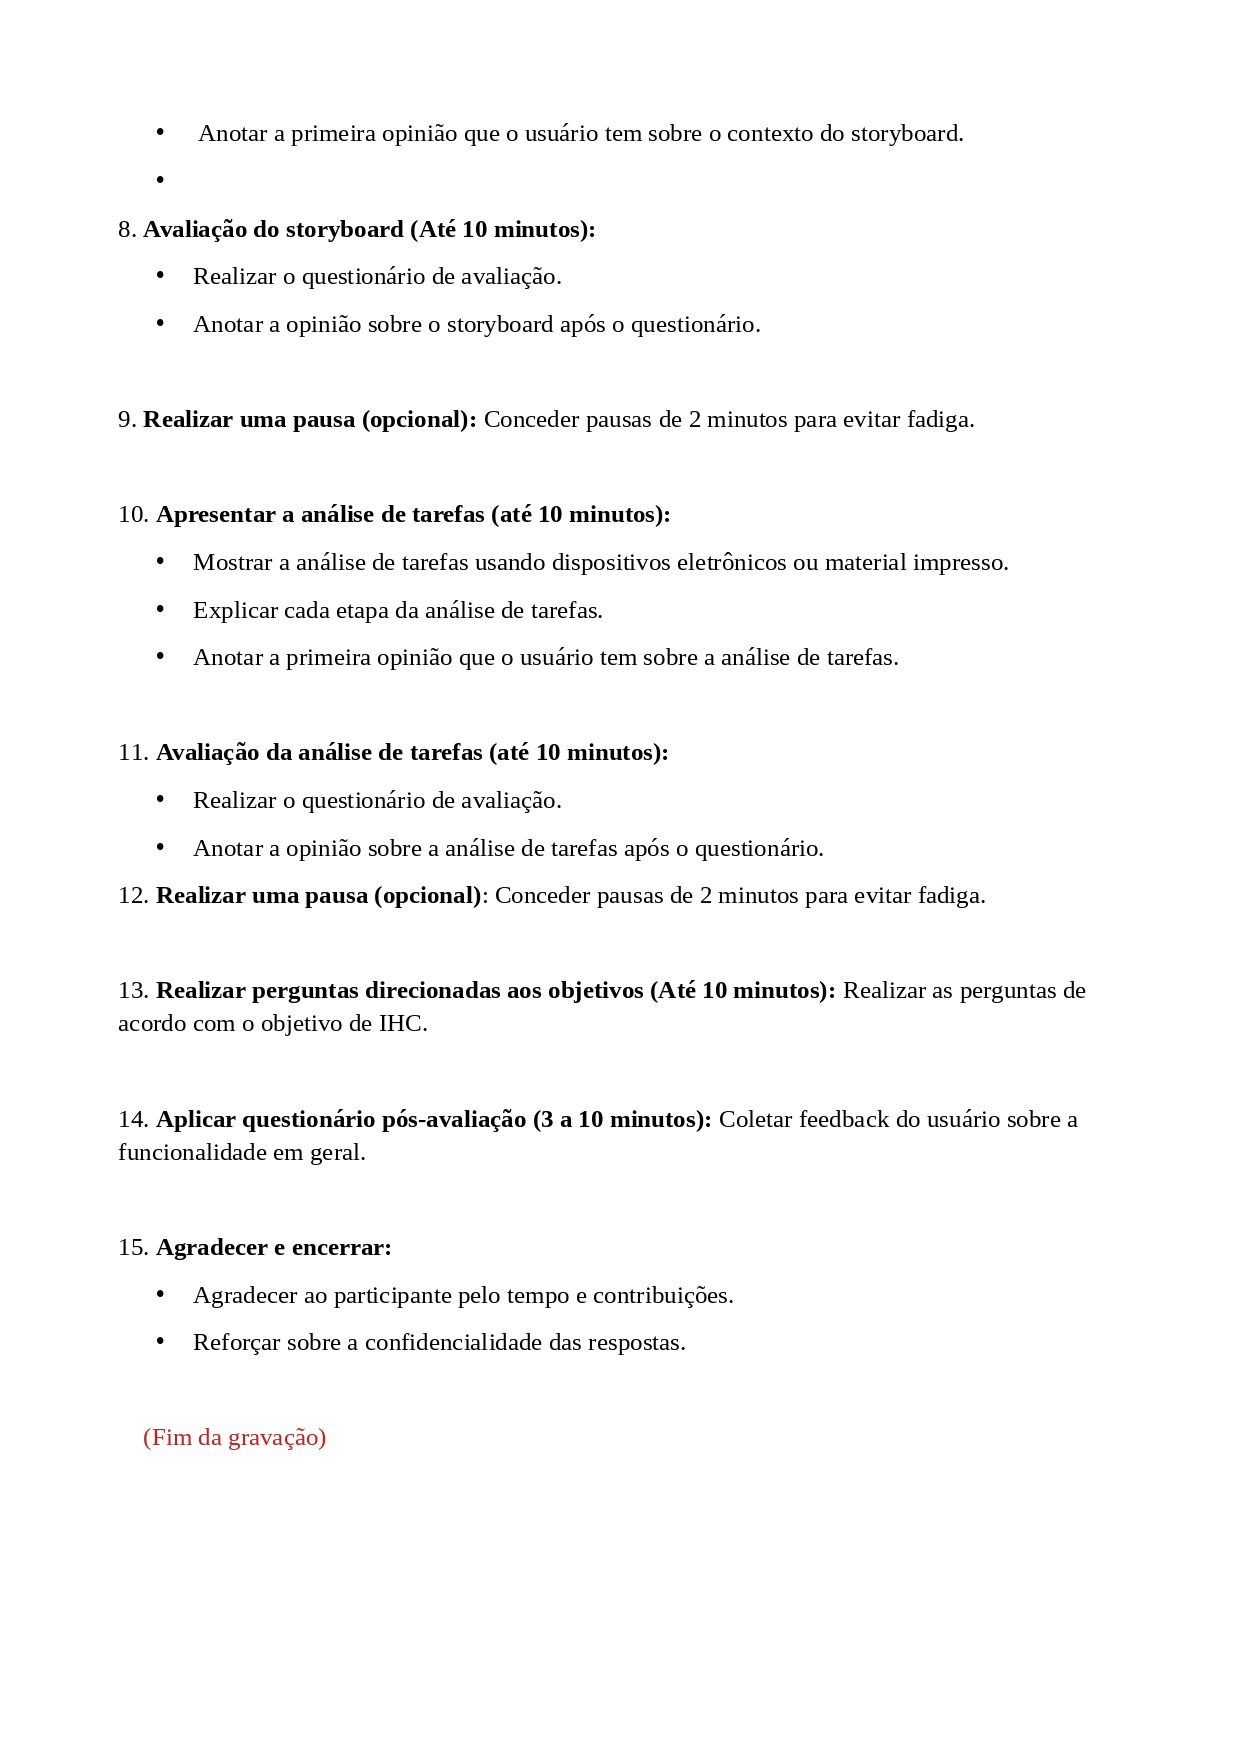 • Anotar a primeira opinião que o usuário tem sobre o contexto do storyboard.
•
8. Avaliação do storyboard (Até 10 minutos):
• Realizar o questionário de avaliação.
• Anotar a opinião sobre o storyboard após o questionário.
9. Realizar uma pausa (opcional): Conceder pausas de 2 minutos para evitar fadiga.
10. Apresentar a análise de tarefas (até 10 minutos):
• Mostrar a análise de tarefas usando dispositivos eletrônicos ou material impresso.
• Explicar cada etapa da análise de tarefas.
• Anotar a primeira opinião que o usuário tem sobre a análise de tarefas.
11. Avaliação da análise de tarefas (até 10 minutos):
• Realizar o questionário de avaliação.
• Anotar a opinião sobre a análise de tarefas após o questionário.
12. Realizar uma pausa (opcional): Conceder pausas de 2 minutos para evitar fadiga.
13. Realizar perguntas direcionadas aos objetivos (Até 10 minutos): Realizar as perguntas de
acordo com o objetivo de IHC.
14. Aplicar questionário pós-avaliação (3 a 10 minutos): Coletar feedback do usuário sobre a
funcionalidade em geral.
15. Agradecer e encerrar:
• Agradecer ao participante pelo tempo e contribuições.
• Reforçar sobre a confidencialidade das respostas.
(Fim da gravação)